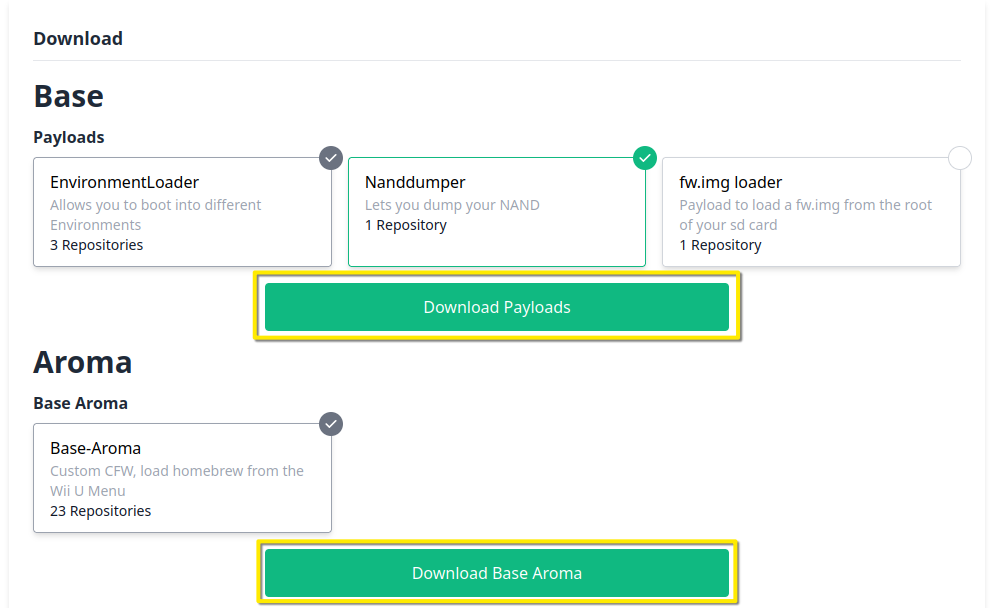 Download
Base
Payloads
EnvironmentLoader
Allows you to boot into different
Environments
3 Repositories
Nanddumper
Lets you dump your NAND
1 Repository
fw.img loader
Payload to load a fw.img from the root
of your sd card
1 Repository
Download Payloads
Aroma
Base Aroma
Base-Aroma
Custom CFW, load homebrew from the
Wii U Menu
23 Repositories
Download Base Aroma